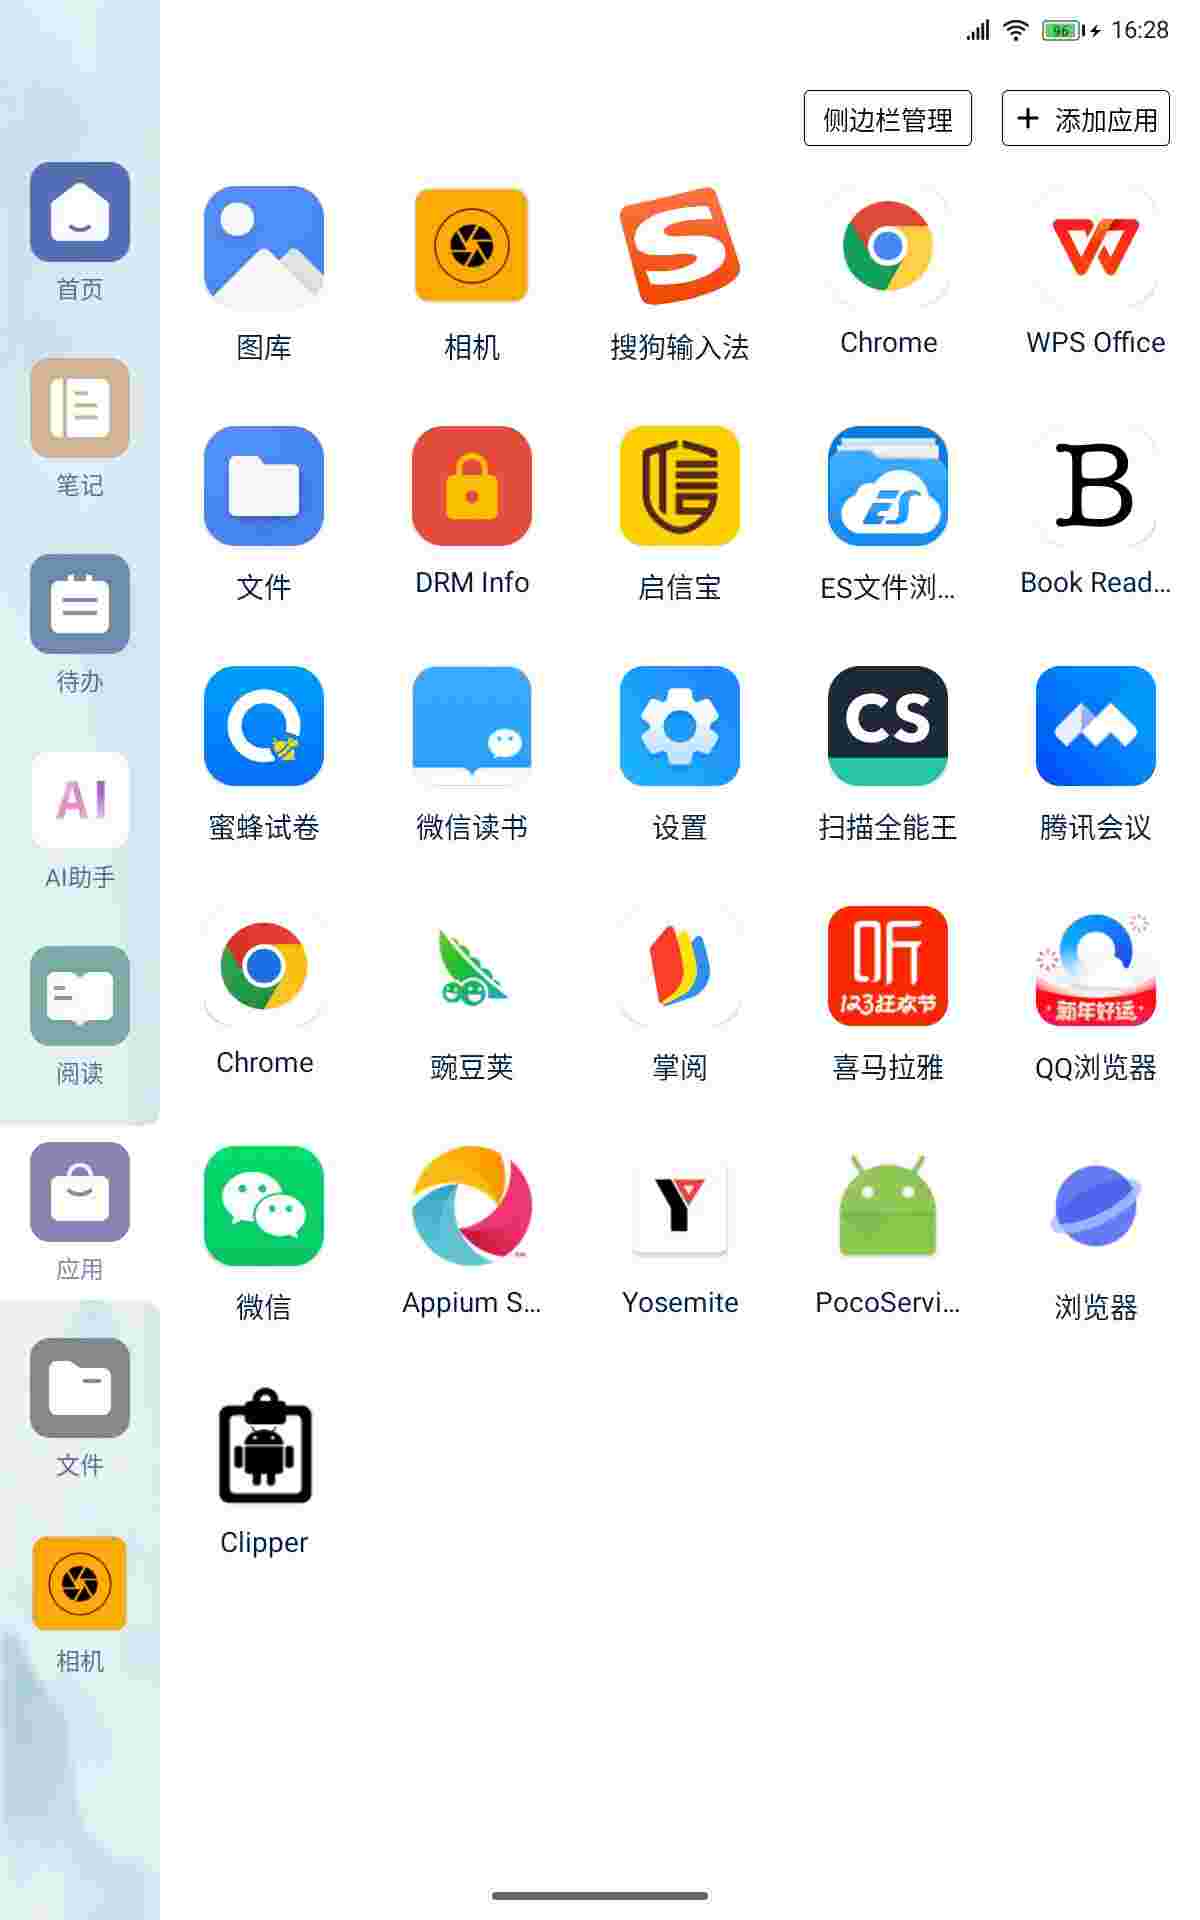 96 16:28
侧边栏管理
+ 添加应用
首页
笔记
待办
AI
AI助手
阅读
应用
文件
相机
图库
相机
S
搜狗输入法
Chrome
W
WPS Office
文件
DRM Info
信
启信宝
ES
ES文件浏...
B
Book Read...
蜜蜂试卷
微信读书
设置
CS
扫描全能王
腾讯会议
Chrome
豌豆荚
掌阅
听
123狂欢节
喜马拉雅
新年好运
QQ浏览器
微信
Appium S...
Y
Yosemite
PocoServi...
浏览器
Clipper